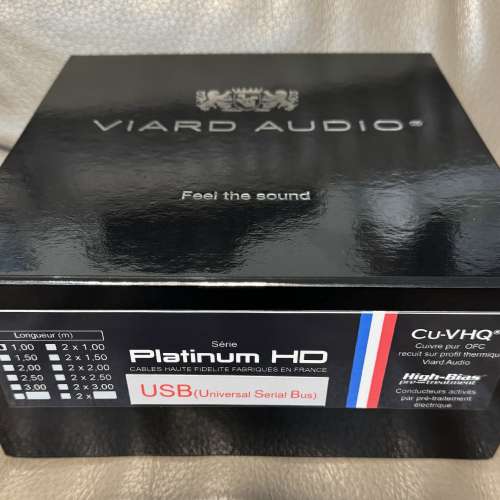 VIARD AUDIO®
Feel the sound
Longueur (m)
1,00 2 x 1,00
1,50 2 x 1,50
2,00 2 x 2,00
2,50 2 x 2,50
3,00 2 x 3,00
2 x
Série
Platinum HD
CABLES HAUTE FIDELITE FABRIQUES EN FRANCE
USB (Universal Serial Bus)
Cu-VHQ®
Cuivre pur OFC
recuit sur profil thermique
Viard Audio
High-Bias
pre-treatment
Conducteurs activés
par pré-traitement
électrique